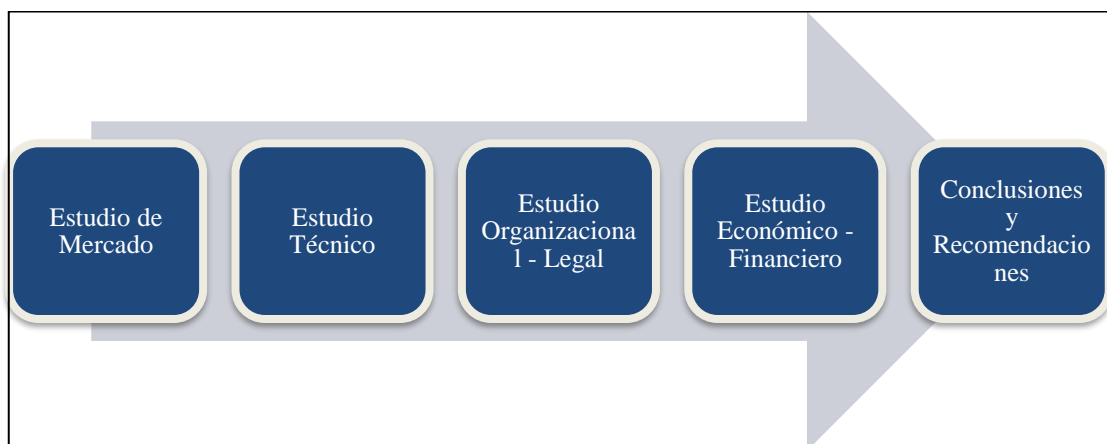 Estudio de
Mercado
Estudio
Técnico
Estudio
Organizaciona
l - Legal
Estudio
Económico -
Financiero
Conclusiones
y
Recomendacio
nes